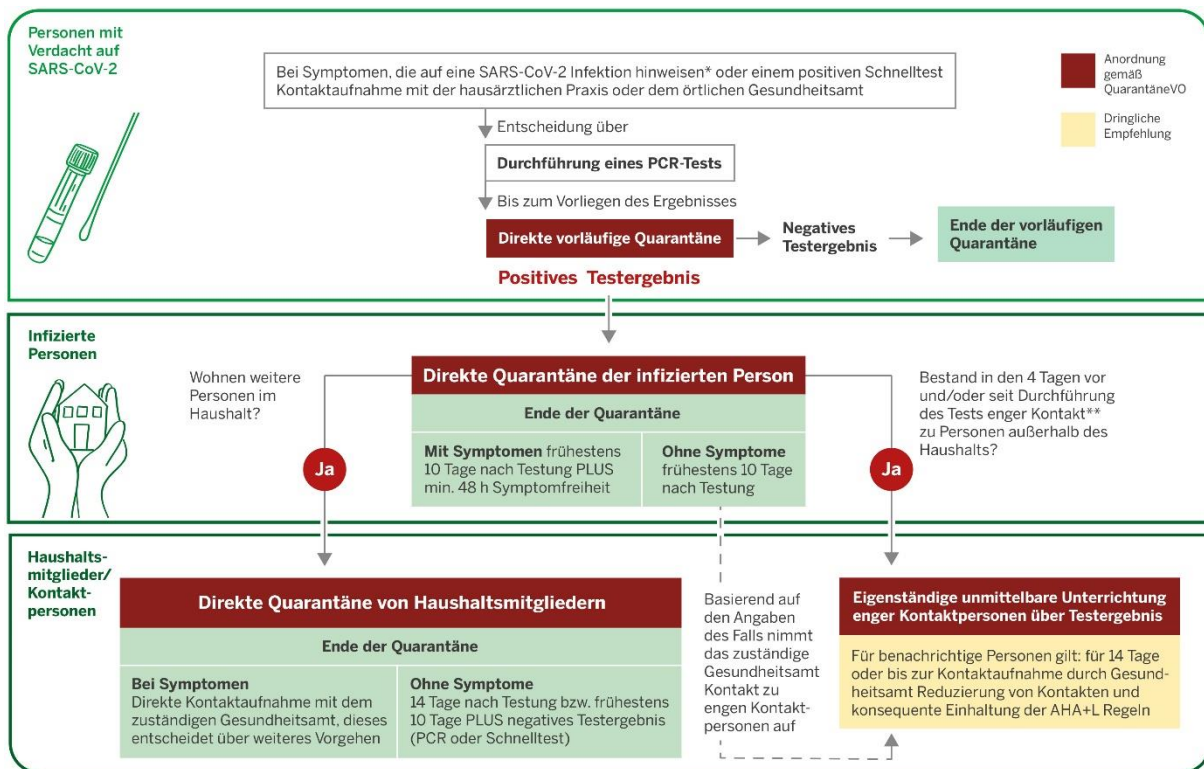 Personen mit
Verdacht auf
SARS-CoV-2
Bei Symptomen, die auf eine SARS-CoV-2 Infektion hinweisen* oder einem positiven Schnelltest
Kontaktaufnahme mit der hausärztlichen Praxis oder dem örtlichen Gesundheitsamt
Anordnung
gemäß
QuarantäneVO
Dringliche
Empfehlung
Entscheidung über
Durchführung eines PCR-Tests
Bis zum Vorliegen des Ergebnisses
Direkte vorläufige Quarantäne
Negatives
Testergebnis
Ende der vorläufigen
Quarantäne
Positives Testergebnis
Infizierte
Personen
Wohnen weitere
Personen im
Haushalt?
Ja
Direkte Quarantäne der infizierten Person
Ende der Quarantäne
Mit Symptomen frühestens
10 Tage nach Testung PLUS
min. 48 h Symptomfreiheit
Ohne Symptome
frühestens 10 Tage
nach Testung
Bestand in den 4 Tagen vor
und/oder seit Durchführung
des Tests enger Kontakt**
zu Personen außerhalb des
Haushalts?
Ja
Haushalts-
mitglieder/
Kontakt-
personen
Direkte Quarantäne von Haushaltsmitgliedern
Ende der Quarantäne
Bei Symptomen
Direkte Kontaktaufnahme mit dem
zuständigen Gesundheitsamt, dieses
entscheidet über weiteres Vorgehen
Ohne Symptome
14 Tage nach Testung bzw. frühestens
10 Tage PLUS negatives Testergebnis
(PCR oder Schnelltest)
Basierend auf
den Angaben
des Falls nimmt
das zuständige
Gesundheitsamt
Kontakt zu
engen Kontakt-
personen auf
Eigenständige unmittelbare Unterrichtung
enger Kontaktpersonen über Testergebnis
Für benachrichtige Personen gilt: für 14 Tage
oder bis zur Kontaktaufnahme durch Gesund-
heitsamt Reduzierung von Kontakten und
konsequente Einhaltung der AHA+L Regeln